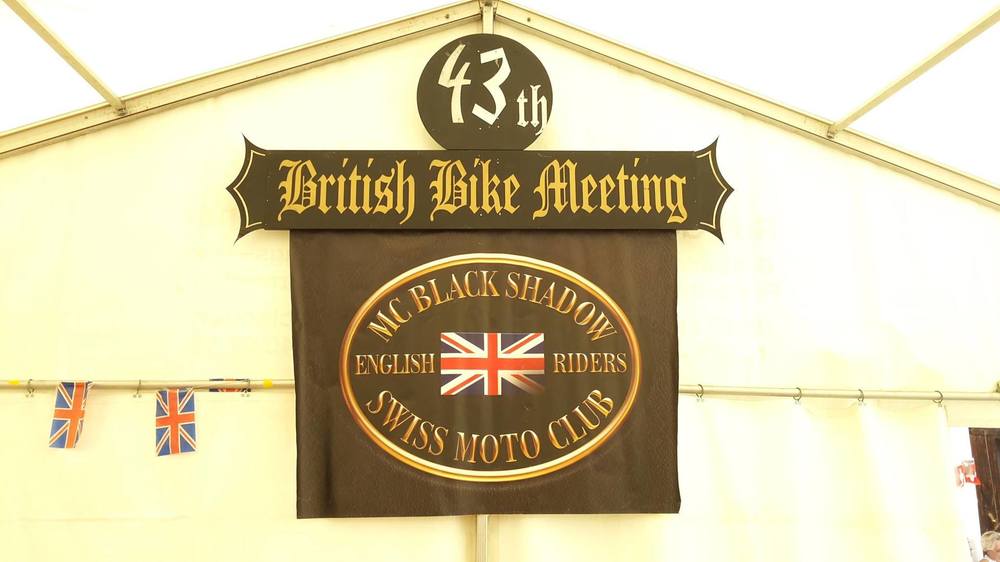 43th
British Bike Meeting
MC BLACK SHADOW
ENGLISH RIDERS
SWISS MOTO CLUB